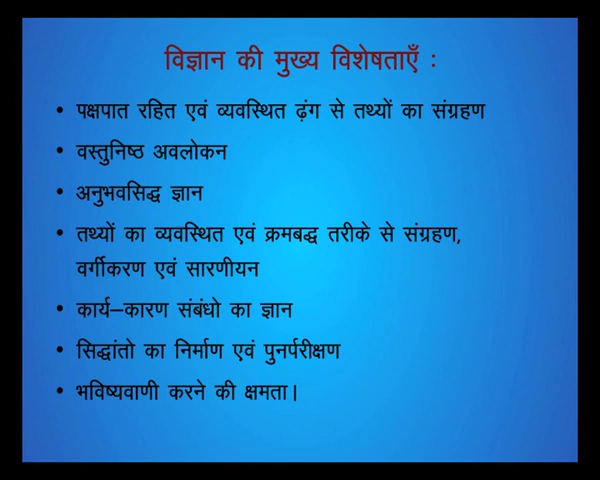 विज्ञान की मुख्य विशेषताएँ :
• पक्षपात रहित एवं व्यवस्थित ढ़ंग से तथ्यों का संग्रहण
• वस्तुनिष्ठ अवलोकन
• अनुभवसिद्ध ज्ञान
• तथ्यों का व्यवस्थित एवं क्रमबद्ध तरीके से संग्रहण,
वर्गीकरण एवं सारणीयन
• कार्य–कारण संबंधो का ज्ञान
• सिद्धांतो का निर्माण एवं पुनर्परीक्षण
• भविष्यवाणी करने की क्षमता।